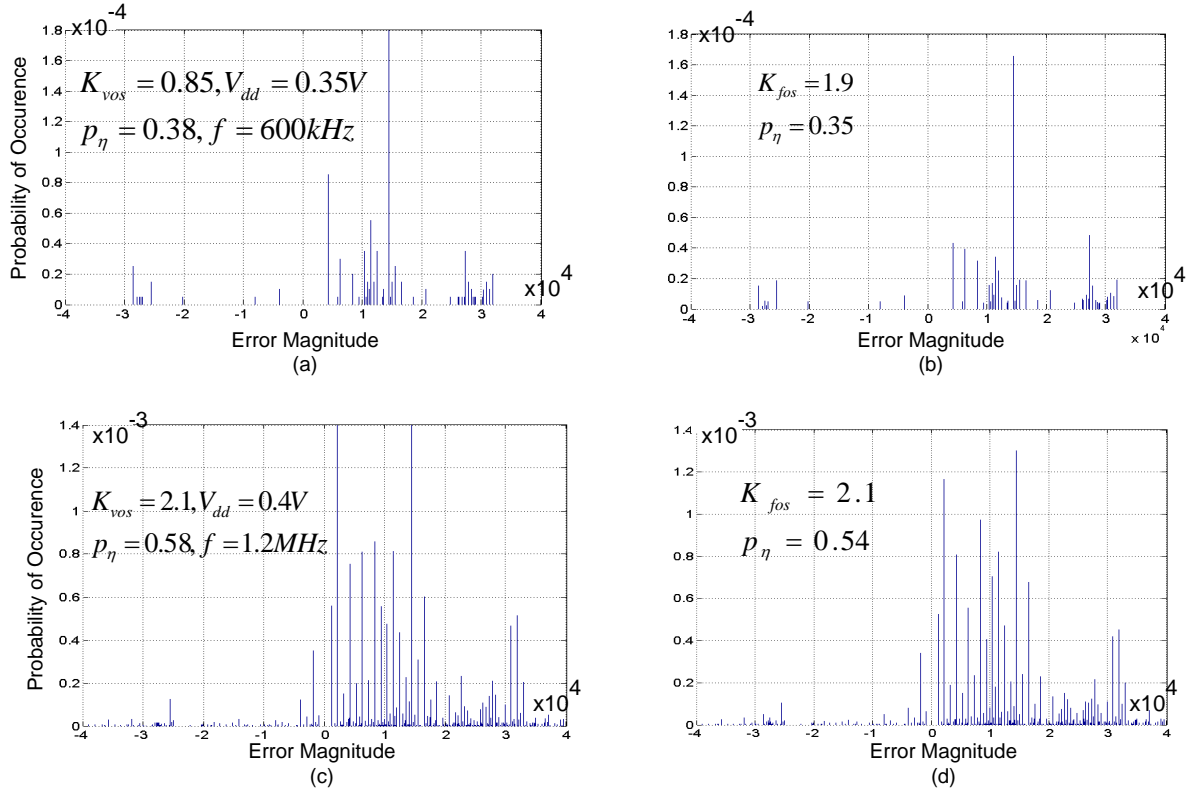 x10^-4
1.8
1.6
1.4
1.2
1
0.8
0.6
0.4
0.2
0
K_vos = 0.85, V_dd = 0.35V
p_η = 0.38, f = 600kHz
Probability of Occurence
-4 -3 -2 -1 0 1 2 3 4
x10^4
Error Magnitude
(a)
x10^-4
1.8
1.6
1.4
1.2
1
0.8
0.6
0.4
0.2
0
K_fos = 1.9
p_η = 0.35
-4 -3 -2 -1 0 1 2 3 4
x10^4
Error Magnitude
x 10^4
(b)
x10^-3
1.4
1.2
1
0.8
0.6
0.4
0.2
0
K_vos = 2.1, V_dd = 0.4V
p_η = 0.58, f = 1.2MHz
Probability of Occurence
-4 -3 -2 -1 0 1 2 3 4
x10^4
Error Magnitude
(c)
x10^-3
1.4
1.2
1
0.8
0.6
0.4
0.2
0
K_fos = 2.1
p_η = 0.54
-4 -3 -2 -1 0 1 2 3 4
x10^4
Error Magnitude
(d)